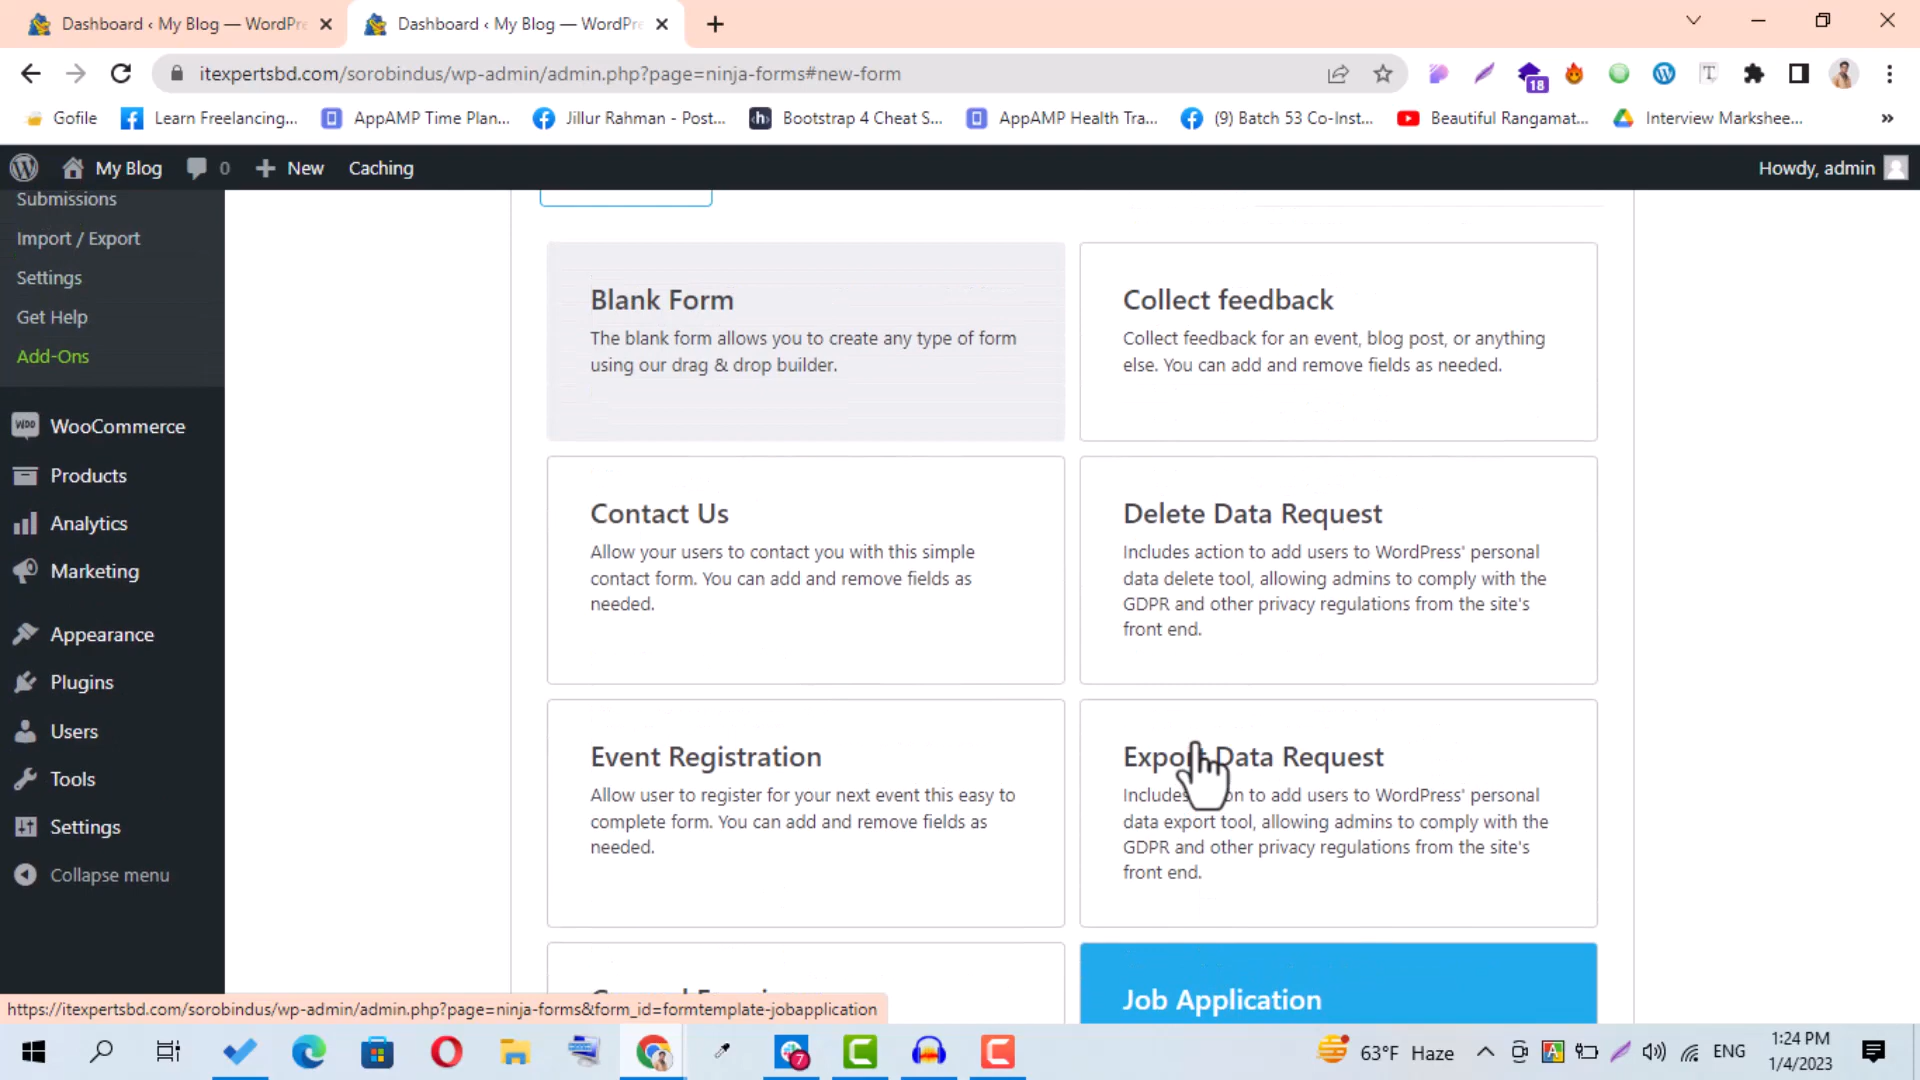 Dashboard ‹ My Blog — WordPre
Dashboard ‹ My Blog — WordPre
itexpertsbd.com/sorobindus/wp-admin/admin.php?page=ninja-forms#new-form
18
Gofile
Learn Freelancing...
AppAMP Time Plan...
Jillur Rahman - Post...
Bootstrap 4 Cheat S...
AppAMP Health Tra...
(9) Batch 53 Co-Inst...
Beautiful Rangamat...
Interview Markshee...
»
My Blog
0
New
Caching
Howdy, admin
Submissions
Import / Export
Settings
Get Help
Add-Ons
WooCommerce
Products
Analytics
Marketing
Appearance
Plugins
Users
Tools
Settings
Collapse menu
Blank Form
The blank form allows you to create any type of form
using our drag & drop builder.
Collect feedback
Collect feedback for an event, blog post, or anything
else. You can add and remove fields as needed.
Contact Us
Allow your users to contact you with this simple
contact form. You can add and remove fields as
needed.
Delete Data Request
Includes action to add users to WordPress' personal
data delete tool, allowing admins to comply with the
GDPR and other privacy regulations from the site's
front end.
Event Registration
Allow user to register for your next event this easy to
complete form. You can add and remove fields as
needed.
Export Data Request
Includes on to add users to WordPress' personal
data export tool, allowing admins to comply with the
GDPR and other privacy regulations from the site's
front end.
Job Application
https://itexpertsbd.com/sorobindus/wp-admin/admin.php?page=ninja-forms&form_id=formtemplate-jobapplication
7
63°F Haze
ENG
1:24 PM
1/4/2023